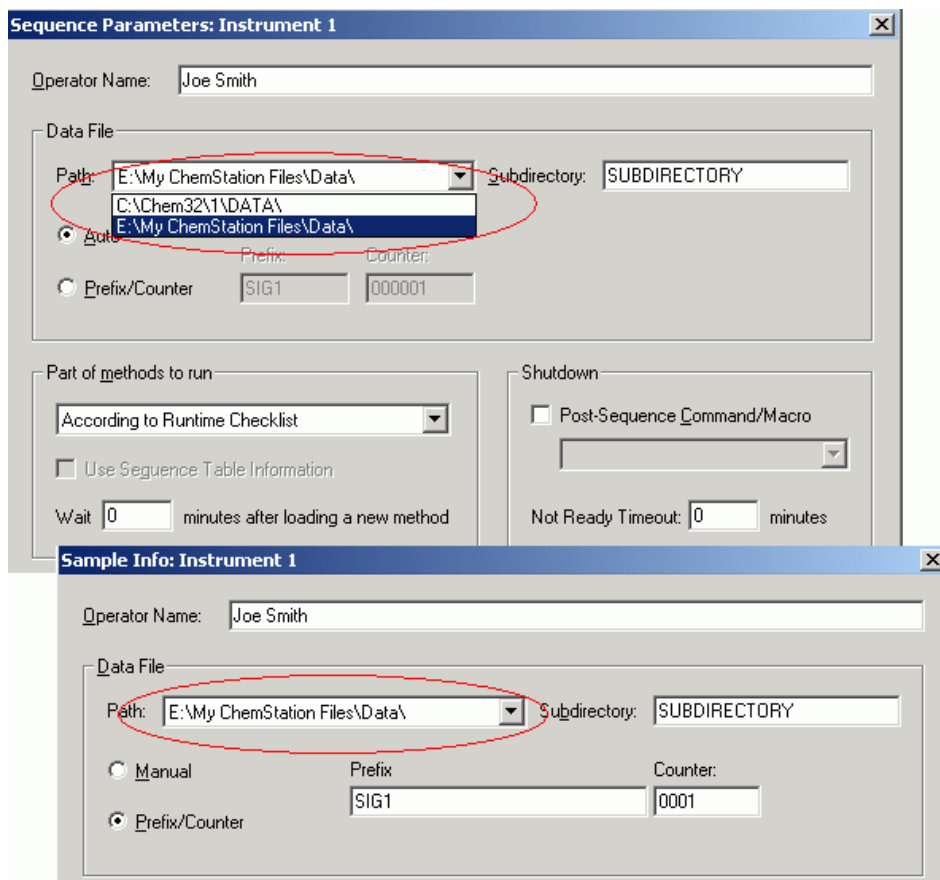 Sequence Parameters: Instrument 1
Operator Name: Joe Smith
Data File
Path: E:\My ChemStation Files\Data\ Subdirectory: SUBDIRECTORY
C:\Chem32\1\DATA\
E:\My ChemStation Files\Data\
Auto
Prefix: Counter:
Prefix/Counter SIG1 000001
Part of methods to run Shutdown
According to Runtime Checklist Post-Sequence Command/Macro
Use Sequence Table Information
Wait 0 minutes after loading a new method Not Ready Timeout: 0 minutes
Sample Info: Instrument 1
Operator Name: Joe Smith
Data File
Path: E:\My ChemStation Files\Data\ Subdirectory: SUBDIRECTORY
Manual Prefix Counter:
SIG1 0001
Prefix/Counter